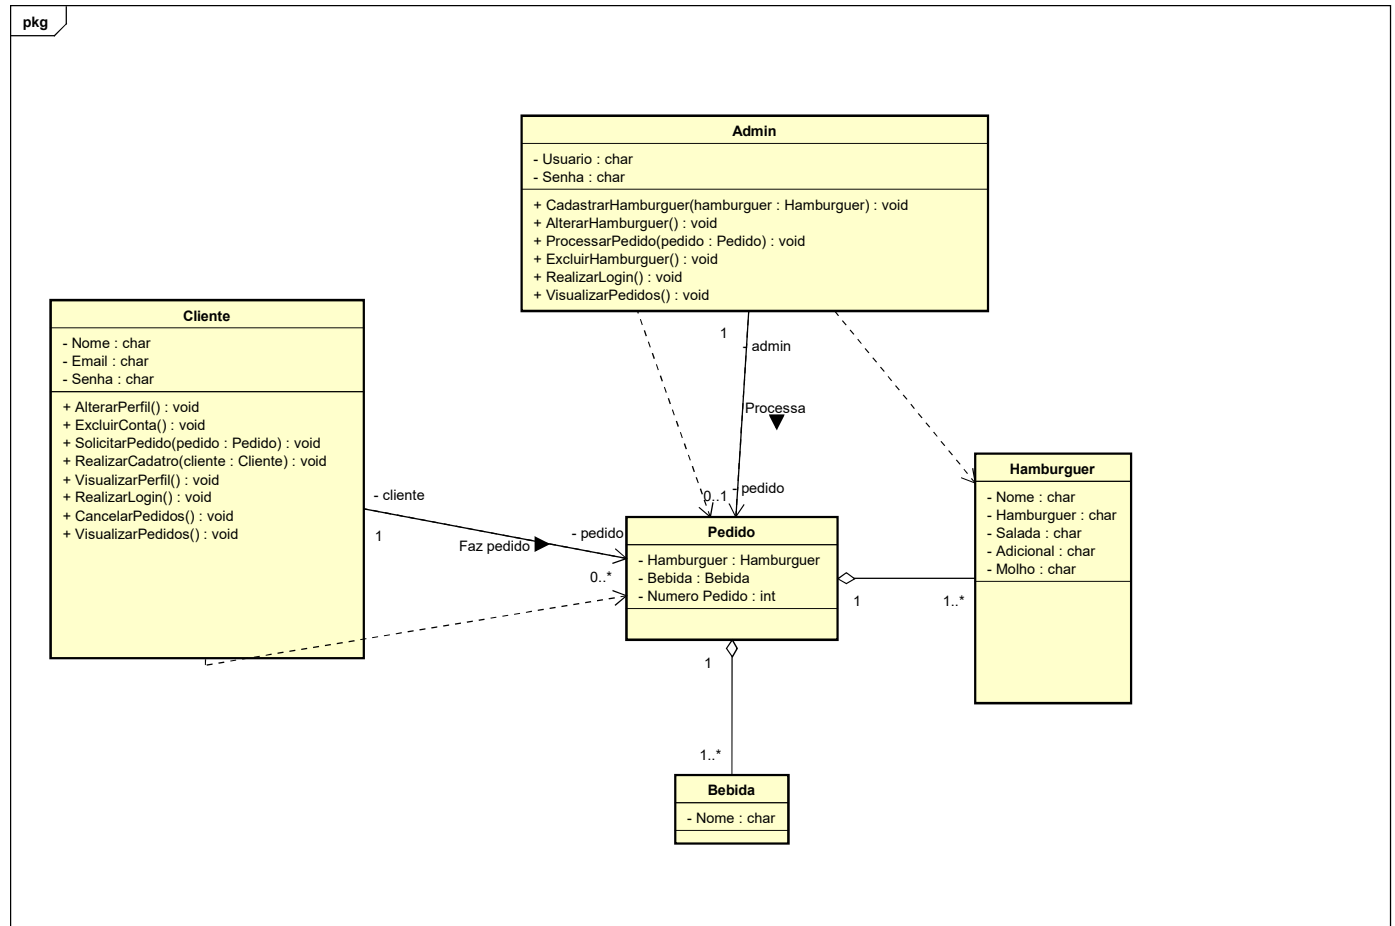 pkg
Admin
- Usuario : char
- Senha : char
+ CadastrarHamburguer(hamburguer : Hamburguer) : void
+ AlterarHamburguer() : void
+ ProcessarPedido(pedido : Pedido) : void
+ ExcluirHamburguer() : void
+ RealizarLogin() : void
+ VisualizarPedidos() : void
Cliente
- Nome : char
- Email : char
- Senha : char
+ AlterarPerfil() : void
+ ExcluirConta() : void
+ SolicitarPedido(pedido : Pedido) : void
+ RealizarCadatro(cliente : Cliente) : void
+ VisualizarPerfil() : void
+ RealizarLogin() : void
+ CancelarPedidos() : void
+ VisualizarPedidos() : void
1
- admin
Processa
0..1
- pedido
- cliente
1
Faz pedido
- pedido
0..*
Pedido
- Hamburguer : Hamburguer
- Bebida : Bebida
- Numero Pedido : int
Hamburguer
- Nome : char
- Hamburguer : char
- Salada : char
- Adicional : char
- Molho : char
1
1..*
1
1..*
Bebida
- Nome : char